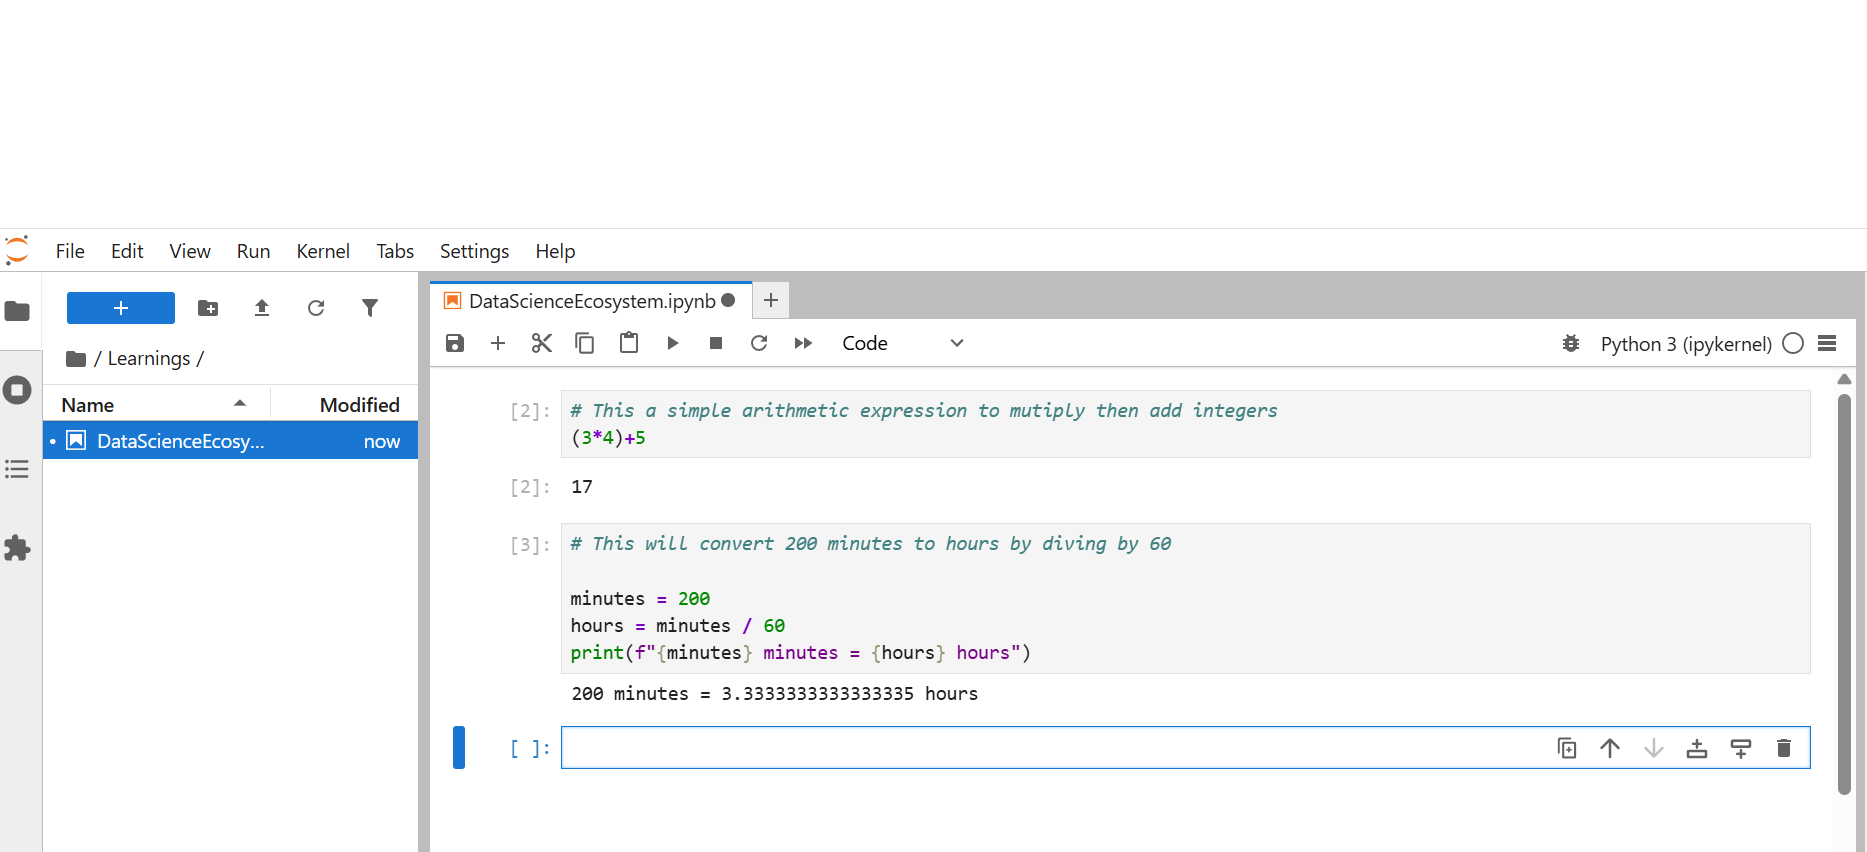 File Edit View Run Kernel Tabs Settings Help
+
/ Learnings /
Name Modified
• DataScienceEcosy... now
DataScienceEcosystem.ipynb
+
Code
Python 3 (ipykernel)
[2]: # This a simple arithmetic expression to mutiply then add integers
(3*4)+5
[2]: 17
[3]: # This will convert 200 minutes to hours by diving by 60
minutes = 200
hours = minutes / 60
print(f"{minutes} minutes = {hours} hours")
200 minutes = 3.3333333333333335 hours
[ ]: